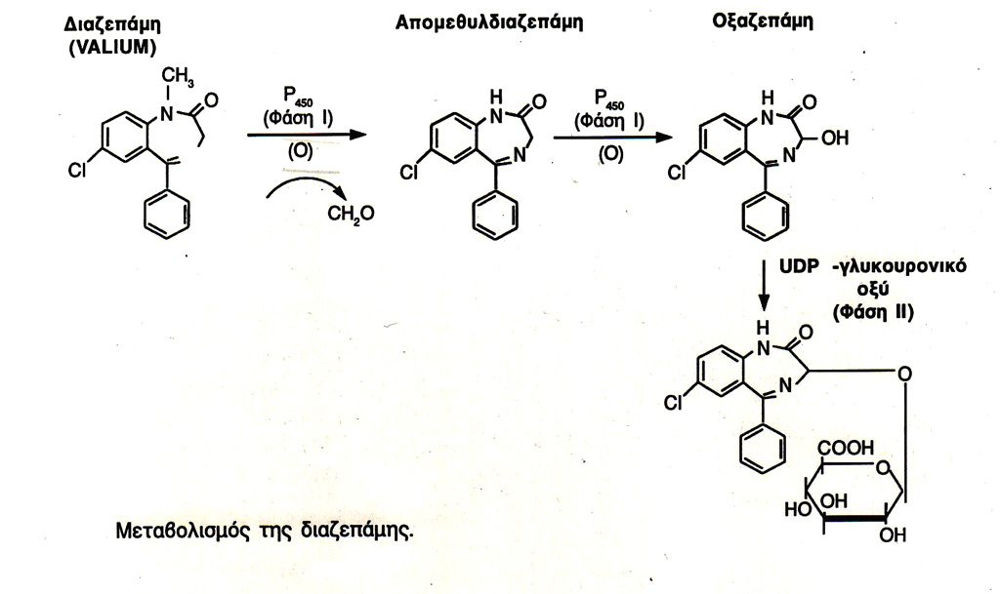 Διαζεπάμη
(VALIUM)
Απομεθυλδιαζεπάμη
Οξαζεπάμη
CH3
N
O
Cl
P450
(Φάση I)
(O)
CH2O
H
N
O
N
Cl
P450
(Φάση I)
(O)
H
N
O
OH
N
Cl
UDP -γλυκουρονικό
οξύ
(Φάση II)
H
N
O
N
O
Cl
COOH
O
HO
OH
OH
Μεταβολισμός της διαζεπάμης.